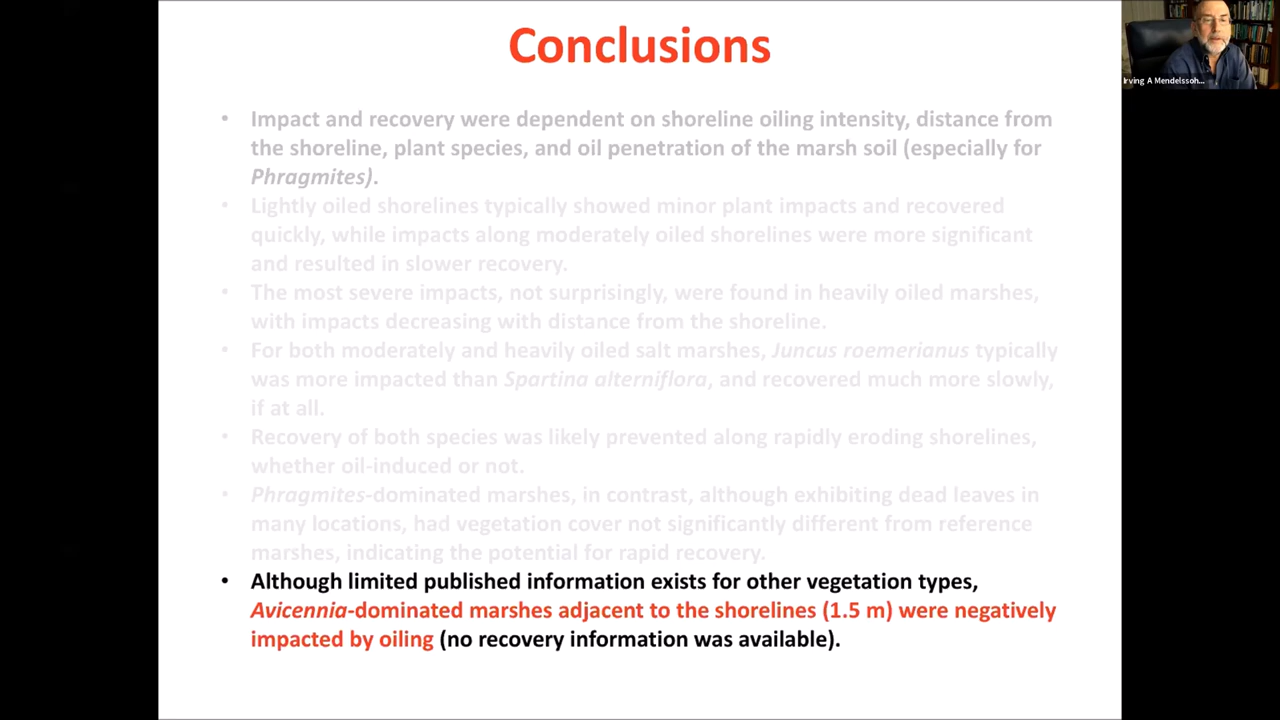 Conclusions
Irving A Mendelssoh...
• Impact and recovery were dependent on shoreline oiling intensity, distance from
the shoreline, plant species, and oil penetration of the marsh soil (especially for
Phragmites).
• Lightly oiled shorelines typically showed minor plant impacts and recovered
quickly, while impacts along moderately oiled shorelines were more significant
and resulted in slower recovery.
• The most severe impacts, not surprisingly, were found in heavily oiled marshes,
with impacts decreasing with distance from the shoreline.
• For both moderately and heavily oiled salt marshes, Juncus roemerianus typically
was more impacted than Spartina alterniflora, and recovered much more slowly,
if at all.
• Recovery of both species was likely prevented along rapidly eroding shorelines,
whether oil-induced or not.
• Phragmites-dominated marshes, in contrast, although exhibiting dead leaves in
many locations, had vegetation cover not significantly different from reference
marshes, indicating the potential for rapid recovery.
• Although limited published information exists for other vegetation types,
Avicennia-dominated marshes adjacent to the shorelines (1.5 m) were negatively
impacted by oiling (no recovery information was available).